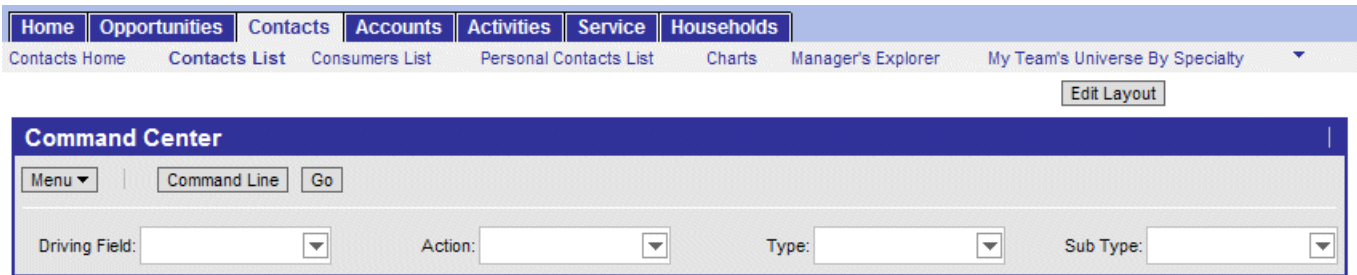 Home Opportunities Contacts Accounts Activities Service Households
Contacts Home Contacts List Consumers List Personal Contacts List Charts Manager's Explorer My Team's Universe By Specialty
Edit Layout
Command Center
Menu Command Line Go
Driving Field: Action: Type: Sub Type: